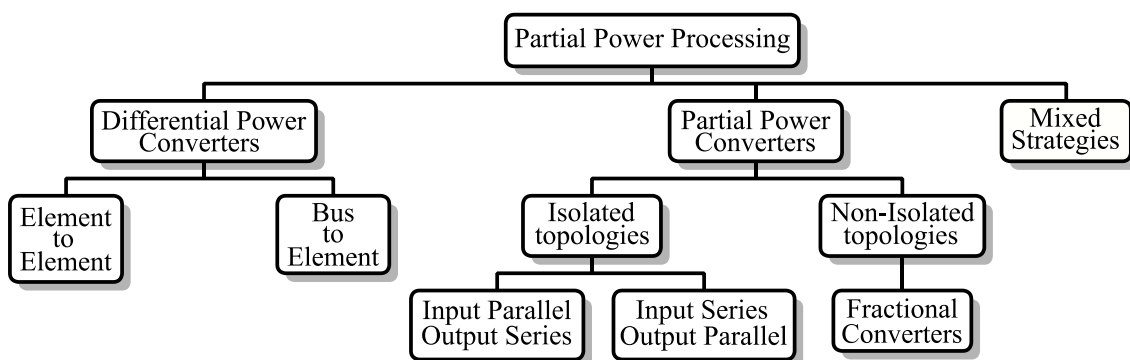 Partial Power Processing
Differential Power
Converters
Partial Power
Converters
Mixed
Strategies
Element
to
Element
Bus
to
Element
Isolated
topologies
Non-Isolated
topologies
Input Parallel
Output Series
Input Series
Output Parallel
Fractional
Converters